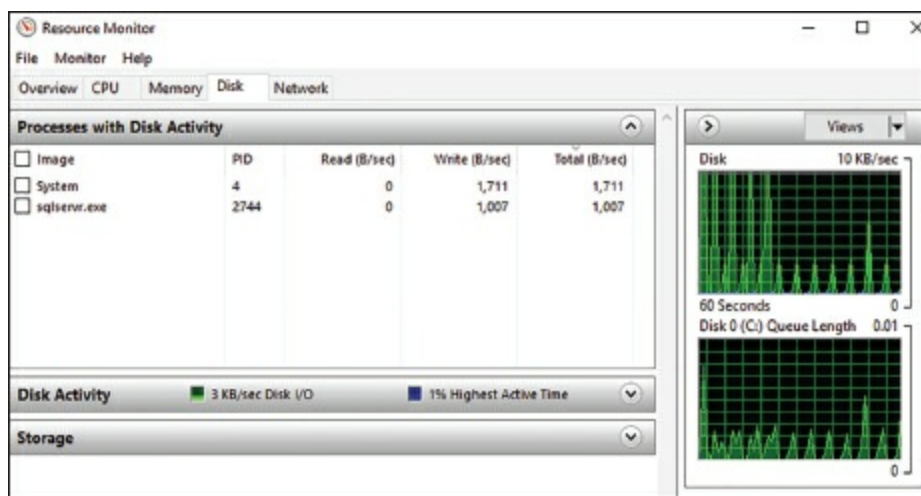 Resource Monitor
File Monitor Help
Overview CPU Memory Disk Network
Processes with Disk Activity
Image PID Read (B/sec) Write (B/sec) Total (B/sec)
System 4 0 1,711 1,711
sqlservr.exe 2744 0 1,007 1,007
Disk Activity 3 KB/sec Disk I/O 1% Highest Active Time
Storage
Views
Disk 10 KB/sec
60 Seconds 0
Disk 0 (C:) Queue Length 0.01
0